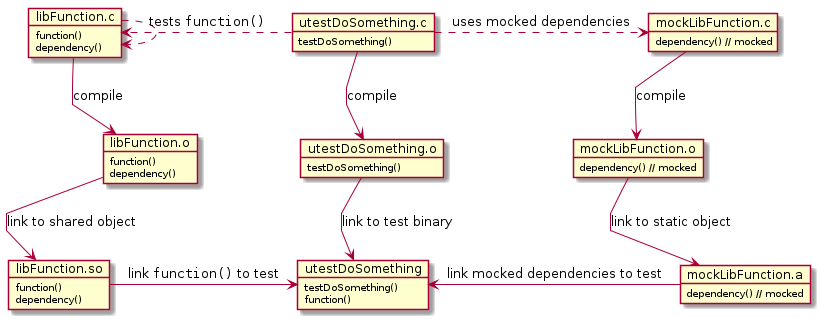 libFunction.c
function()
dependency()
tests function()
utestDoSomething.c
testDoSomething()
uses mocked dependencies
mockLibFunction.c
dependency() // mocked
compile
compile
compile
libFunction.o
function()
dependency()
utestDoSomething.o
testDoSomething()
mockLibFunction.o
dependency() // mocked
link to shared object
link to test binary
link to static object
libFunction.so
function()
dependency()
link function() to test
utestDoSomething
testDoSomething()
function()
link mocked dependencies to test
mockLibFunction.a
dependency() // mocked